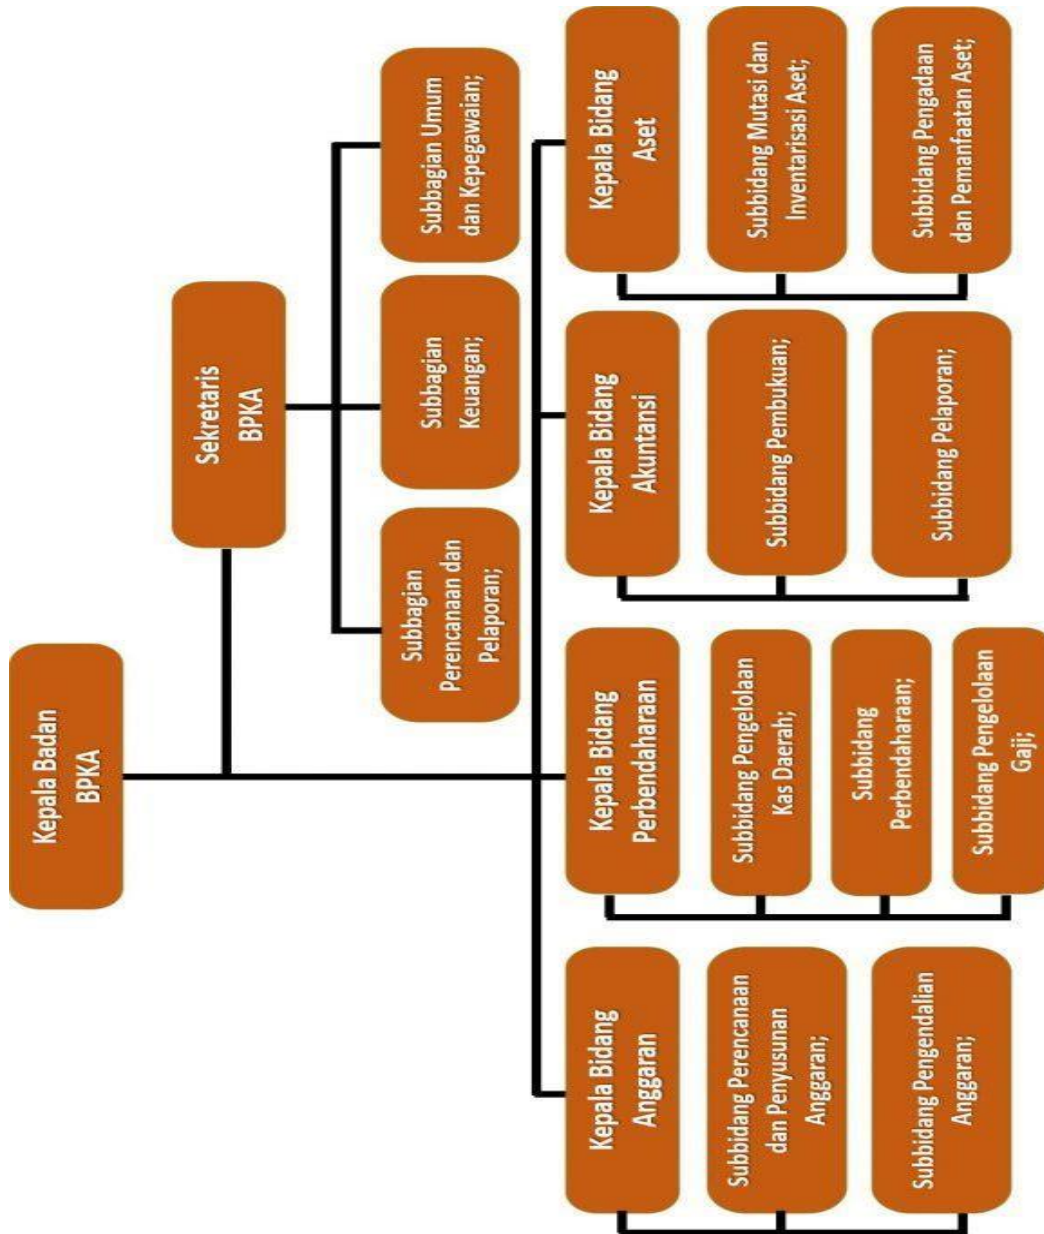 Kepala Badan
BPKA
Sekretaris
BPKA
Subbagian
Perencanaan dan
Pelaporan;
Subbagian
Keuangan;
Subbagian Umum
dan Kepegawaian;
Kepala Bidang
Anggaran
Subbidang Perencanaan
dan Penyusunan
Anggaran;
Subbidang Pengendalian
Anggaran;
Kepala Bidang
Perbendaharaan
Subbidang Pengelolaan
Kas Daerah;
Subbidang
Perbendaharaan;
Subbidang Pengelolaan
Gaji;
Kepala Bidang
Akuntansi
Subbidang Pembukuan;
Subbidang Pelaporan;
Kepala Bidang
Aset
Subbidang Mutasi dan
Inventarisasi Aset;
Subbidang Pengadaan
dan Pemanfaatan Aset;